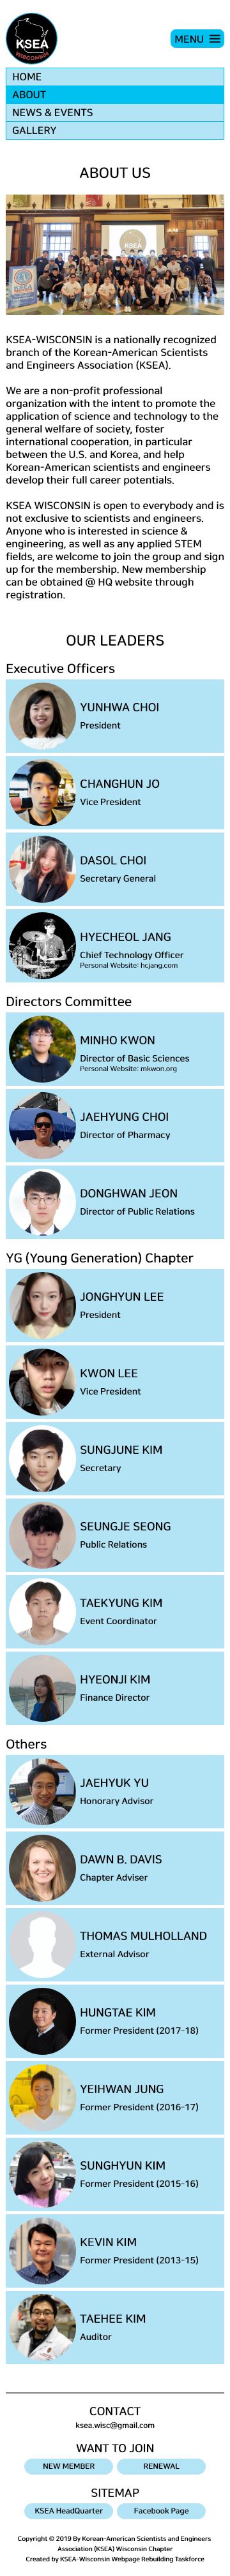 KSEA
WISCONSIN
MENU
HOME
ABOUT
NEWS & EVENTS
GALLERY
ABOUT US
KSEA
KSEA-WISCONSIN is a nationally recognized
branch of the Korean-American Scientists
and Engineers Association (KSEA).
We are a non-profit professional
organization with the intent to promote the
application of science and technology to the
general welfare of society, foster
international cooperation, in particular
between the U.S. and Korea, and help
Korean-American scientists and engineers
develop their full career potentials.
KSEA WISCONSIN is open to everybody and is
not exclusive to scientists and engineers.
Anyone who is interested in science &
engineering, as well as any applied STEM
fields, are welcome to join the group and sign
up for the membership. New membership
can be obtained @ HQ website through
registration.
OUR LEADERS
Executive Officers
YUNHWA CHOI
President
CHANGHUN JO
Vice President
DASOL CHOI
Secretary General
HYECHEOL JANG
Chief Technology Officer
Personal Website: hcjang.com
Directors Committee
MINHO KWON
Director of Basic Sciences
Personal Website: mkwon.org
JAEHYUNG CHOI
Director of Pharmacy
DONGHWAN JEON
Director of Public Relations
YG (Young Generation) Chapter
JONGHYUN LEE
President
KWON LEE
Vice President
SUNGJUNE KIM
Secretary
SEUNGJE SEONG
Public Relations
TAEKYUNG KIM
Event Coordinator
HYEONJI KIM
Finance Director
Others
JAEHYUK YU
Honorary Advisor
DAWN B. DAVIS
Chapter Adviser
THOMAS MULHOLLAND
External Advisor
HUNGTAE KIM
Former President (2017-18)
YEIHWAN JUNG
Former President (2016-17)
SUNGHYUN KIM
Former President (2015-16)
KEVIN KIM
Former President (2013-15)
TAEHEE KIM
Auditor
CONTACT
ksea.wisc@gmail.com
WANT TO JOIN
NEW MEMBER RENEWAL
SITEMAP
KSEA HeadQuarter Facebook Page
Copyright © 2019 By Korean-American Scientists and Engineers
Association (KSEA) Wisconsin Chapter
Created by KSEA-Wisconsin Webpage Rebuilding Taskforce